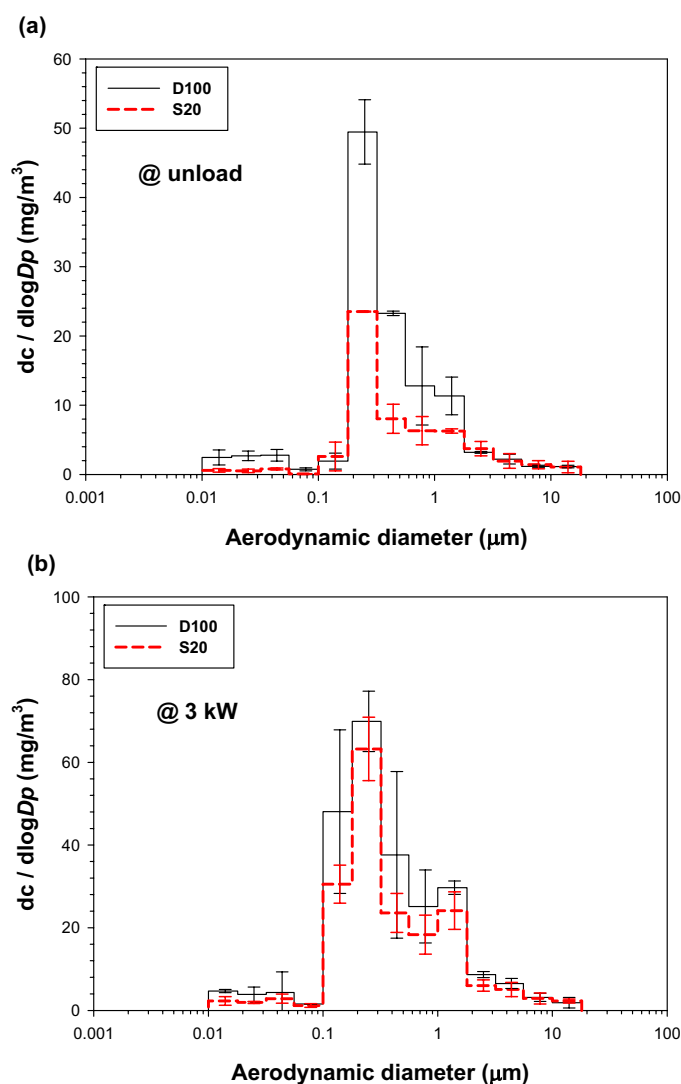 (a)
60
50
40
30
20
10
0
dc / dlogDp (mg/m³)
D100
S20
@ unload
0.001 0.01 0.1 1 10 100
Aerodynamic diameter (μm)
(b)
100
80
60
40
20
0
dc / dlogDp (mg/m³)
D100
S20
@ 3 kW
0.001 0.01 0.1 1 10 100
Aerodynamic diameter (μm)